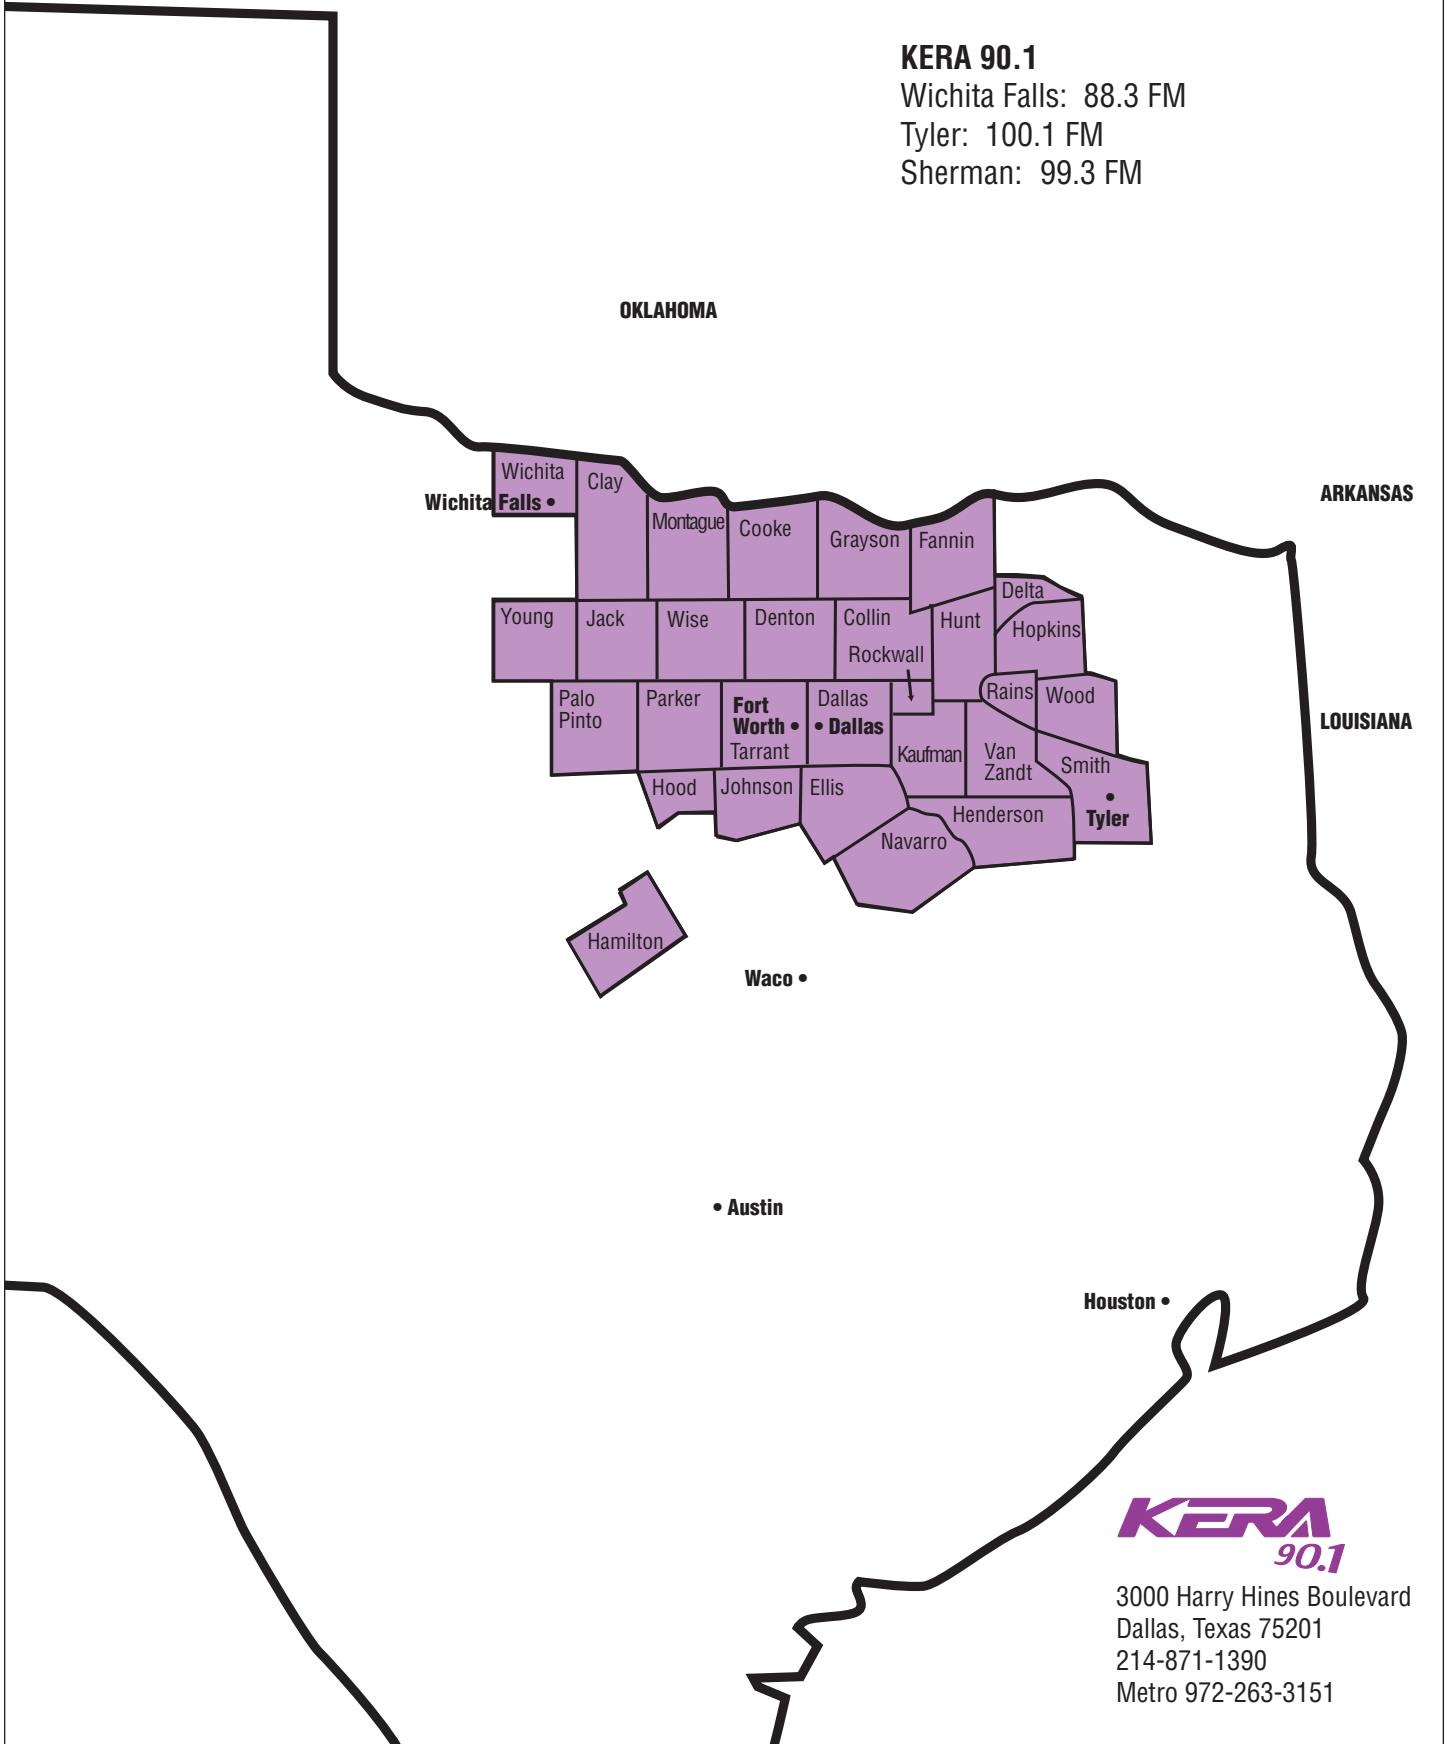 KERA 90.1
Wichita Falls: 88.3 FM
Tyler: 100.1 FM
Sherman: 99.3 FM
OKLAHOMA
ARKANSAS
LOUISIANA
Wichita
Wichita Falls
Clay
Montague
Cooke
Grayson
Fannin
Delta
Young
Jack
Wise
Denton
Collin
Hunt
Hopkins
Rockwall
Palo
Pinto
Parker
Fort
Worth
Tarrant
Dallas
Dallas
Rains
Wood
Kaufman
Van
Zandt
Smith
Tyler
Hood
Johnson
Ellis
Henderson
Navarro
Hamilton
Waco
Austin
Houston
KERA
90.1
3000 Harry Hines Boulevard
Dallas, Texas 75201
214-871-1390
Metro 972-263-3151